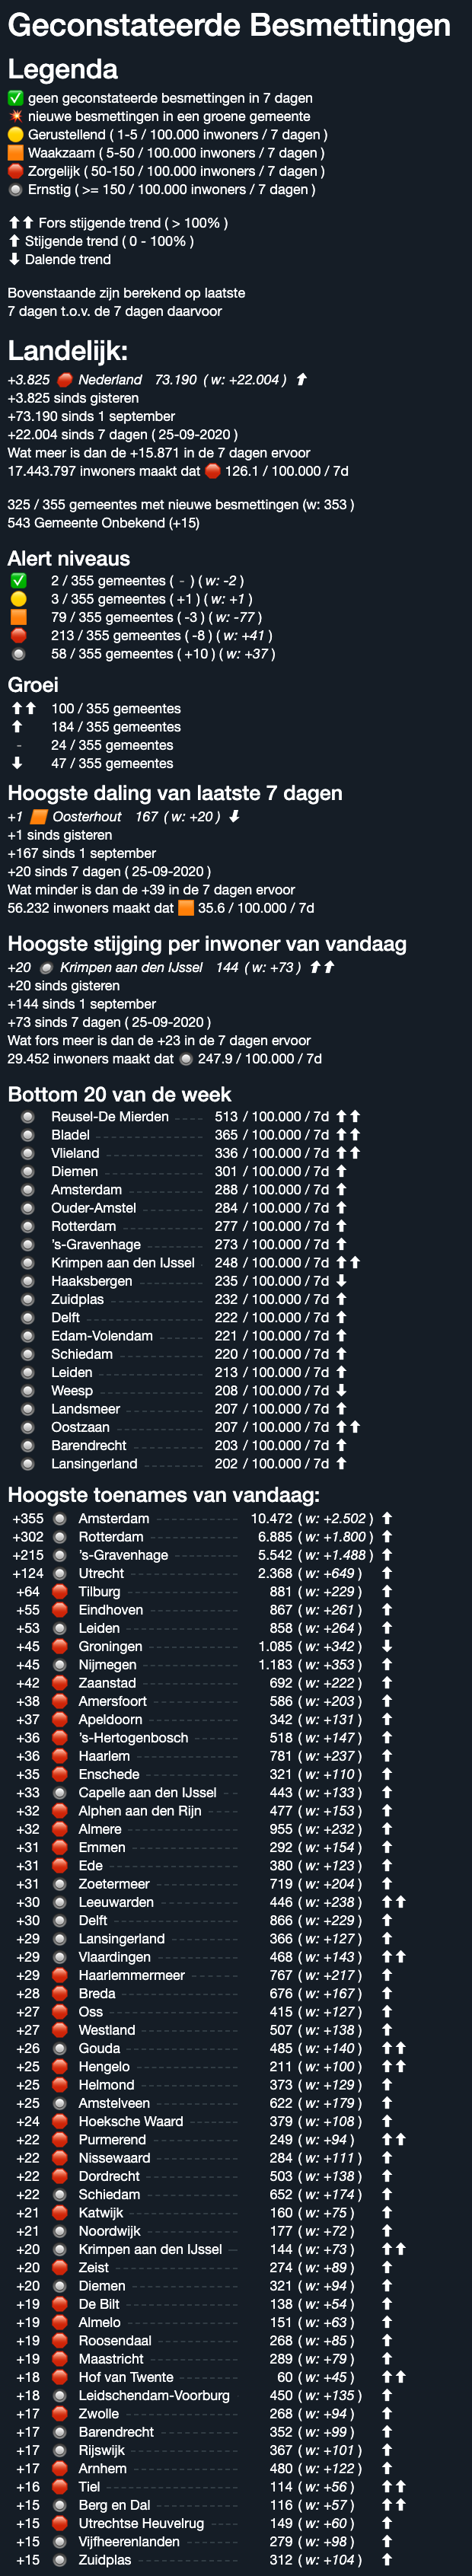 Geconstateerde Besmettingen
Legenda
✅ geen geconstateerde besmettingen in 7 dagen
💥 nieuwe besmettingen in een groene gemeente
🟡 Gerustellend ( 1-5 / 100.000 inwoners / 7 dagen )
🟧 Waakzaam ( 5-50 / 100.000 inwoners / 7 dagen )
🛑 Zorgelijk ( 50-150 / 100.000 inwoners / 7 dagen )
🔘 Ernstig ( >= 150 / 100.000 inwoners / 7 dagen )
⬆⬆ Fors stijgende trend ( > 100% )
⬆ Stijgende trend ( 0 - 100% )
⬇ Dalende trend
Bovenstaande zijn berekend op laatste
7 dagen t.o.v. de 7 dagen daarvoor
Landelijk:
+3.825 🛑 Nederland 73.190 ( w: +22.004 ) ⬆
+3.825 sinds gisteren
+73.190 sinds 1 september
+22.004 sinds 7 dagen ( 25-09-2020 )
Wat meer is dan de +15.871 in de 7 dagen ervoor
17.443.797 inwoners maakt dat 🛑 126.1 / 100.000 / 7d
325 / 355 gemeentes met nieuwe besmettingen (w: 353 )
543 Gemeente Onbekend (+15)
Alert niveaus
✅ 2 / 355 gemeentes ( - ) ( w: -2 )
🟡 3 / 355 gemeentes ( +1 ) ( w: +1 )
🟧 79 / 355 gemeentes ( -3 ) ( w: -77 )
🛑 213 / 355 gemeentes ( -8 ) ( w: +41 )
🔘 58 / 355 gemeentes ( +10 ) ( w: +37 )
Groei
⬆⬆ 100 / 355 gemeentes
⬆ 184 / 355 gemeentes
- 24 / 355 gemeentes
⬇ 47 / 355 gemeentes
Hoogste daling van laatste 7 dagen
+1 🟧 Oosterhout 167 ( w: +20 ) ⬇
+1 sinds gisteren
+167 sinds 1 september
+20 sinds 7 dagen ( 25-09-2020 )
Wat minder is dan de +39 in de 7 dagen ervoor
56.232 inwoners maakt dat 🟧 35.6 / 100.000 / 7d
Hoogste stijging per inwoner van vandaag
+20 🔘 Krimpen aan den IJssel 144 ( w: +73 ) ⬆⬆
+20 sinds gisteren
+144 sinds 1 september
+73 sinds 7 dagen ( 25-09-2020 )
Wat fors meer is dan de +23 in de 7 dagen ervoor
29.452 inwoners maakt dat 🔘 247.9 / 100.000 / 7d
Bottom 20 van de week
🔘 Reusel-De Mierden 513 / 100.000 / 7d ⬆⬆
🔘 Bladel 365 / 100.000 / 7d ⬆⬆
🔘 Vlieland 336 / 100.000 / 7d ⬆⬆
🔘 Diemen 301 / 100.000 / 7d ⬆
🔘 Amsterdam 288 / 100.000 / 7d ⬆
🔘 Ouder-Amstel 284 / 100.000 / 7d ⬆
🔘 Rotterdam 277 / 100.000 / 7d ⬆
🔘 's-Gravenhage 273 / 100.000 / 7d ⬆
🔘 Krimpen aan den IJssel 248 / 100.000 / 7d ⬆⬆
🔘 Haaksbergen 235 / 100.000 / 7d ⬇
🔘 Zuidplas 232 / 100.000 / 7d ⬆
🔘 Delft 222 / 100.000 / 7d ⬆
🔘 Edam-Volendam 221 / 100.000 / 7d ⬆
🔘 Schiedam 220 / 100.000 / 7d ⬆
🔘 Leiden 213 / 100.000 / 7d ⬆
🔘 Weesp 208 / 100.000 / 7d ⬇
🔘 Landsmeer 207 / 100.000 / 7d ⬆
🔘 Oostzaan 207 / 100.000 / 7d ⬆⬆
🔘 Barendrecht 203 / 100.000 / 7d ⬆
🔘 Lansingerland 202 / 100.000 / 7d ⬆
Hoogste toenames van vandaag:
+355 🔘 Amsterdam 10.472 ( w: +2.502 ) ⬆
+302 🔘 Rotterdam 6.885 ( w: +1.800 ) ⬆
+215 🔘 's-Gravenhage 5.542 ( w: +1.488 ) ⬆
+124 🔘 Utrecht 2.368 ( w: +649 ) ⬆
+64 🛑 Tilburg 881 ( w: +229 ) ⬆
+55 🛑 Eindhoven 867 ( w: +261 ) ⬆
+53 🔘 Leiden 858 ( w: +264 ) ⬆
+45 🛑 Groningen 1.085 ( w: +342 ) ⬇
+45 🔘 Nijmegen 1.183 ( w: +353 ) ⬆
+42 🛑 Zaanstad 692 ( w: +222 ) ⬆
+38 🛑 Amersfoort 586 ( w: +203 ) ⬆
+37 🛑 Apeldoorn 342 ( w: +131 ) ⬆
+36 🛑 's-Hertogenbosch 518 ( w: +147 ) ⬆
+36 🛑 Haarlem 781 ( w: +237 ) ⬆
+35 🛑 Enschede 321 ( w: +110 ) ⬆
+33 🔘 Capelle aan den IJssel 443 ( w: +133 ) ⬆
+32 🛑 Alphen aan den Rijn 477 ( w: +153 ) ⬆
+32 🛑 Almere 955 ( w: +232 ) ⬆
+31 🛑 Emmen 292 ( w: +154 ) ⬆
+31 🛑 Ede 380 ( w: +123 ) ⬆
+31 🔘 Zoetermeer 719 ( w: +204 ) ⬆
+30 🔘 Leeuwarden 446 ( w: +238 ) ⬆⬆
+30 🔘 Delft 866 ( w: +229 ) ⬆
+29 🔘 Lansingerland 366 ( w: +127 ) ⬆
+29 🔘 Vlaardingen 468 ( w: +143 ) ⬆⬆
+29 🛑 Haarlemmermeer 767 ( w: +217 ) ⬆
+28 🛑 Breda 676 ( w: +167 ) ⬆
+27 🛑 Oss 415 ( w: +127 ) ⬆
+27 🛑 Westland 507 ( w: +138 ) ⬆
+26 🔘 Gouda 485 ( w: +140 ) ⬆⬆
+25 🛑 Hengelo 211 ( w: +100 ) ⬆⬆
+25 🛑 Helmond 373 ( w: +129 ) ⬆
+25 🔘 Amstelveen 622 ( w: +179 ) ⬆
+24 🛑 Hoeksche Waard 379 ( w: +108 ) ⬆
+22 🛑 Purmerend 249 ( w: +94 ) ⬆⬆
+22 🛑 Nissewaard 284 ( w: +111 ) ⬆
+22 🛑 Dordrecht 503 ( w: +138 ) ⬆
+22 🔘 Schiedam 652 ( w: +174 ) ⬆
+21 🛑 Katwijk 160 ( w: +75 ) ⬆
+21 🔘 Noordwijk 177 ( w: +72 ) ⬆
+20 🔘 Krimpen aan den IJssel 144 ( w: +73 ) ⬆⬆
+20 🛑 Zeist 274 ( w: +89 ) ⬆
+20 🔘 Diemen 321 ( w: +94 ) ⬆
+19 🛑 De Bilt 138 ( w: +54 ) ⬆
+19 🛑 Almelo 151 ( w: +63 ) ⬆
+19 🛑 Roosendaal 268 ( w: +85 ) ⬆
+19 🛑 Maastricht 289 ( w: +79 ) ⬆
+18 🛑 Hof van Twente 60 ( w: +45 ) ⬆⬆
+18 🔘 Leidschendam-Voorburg 450 ( w: +135 ) ⬆
+17 🛑 Zwolle 268 ( w: +94 ) ⬆
+17 🔘 Barendrecht 352 ( w: +99 ) ⬆
+17 🔘 Rijswijk 367 ( w: +101 ) ⬆
+17 🛑 Arnhem 480 ( w: +122 ) ⬆
+16 🛑 Tiel 114 ( w: +56 ) ⬆⬆
+15 🔘 Berg en Dal 116 ( w: +57 ) ⬆⬆
+15 🛑 Utrechtse Heuvelrug 149 ( w: +60 ) ⬆
+15 🔘 Vijfheerenlanden 279 ( w: +98 ) ⬆
+15 🔘 Zuidplas 312 ( w: +104 ) ⬆